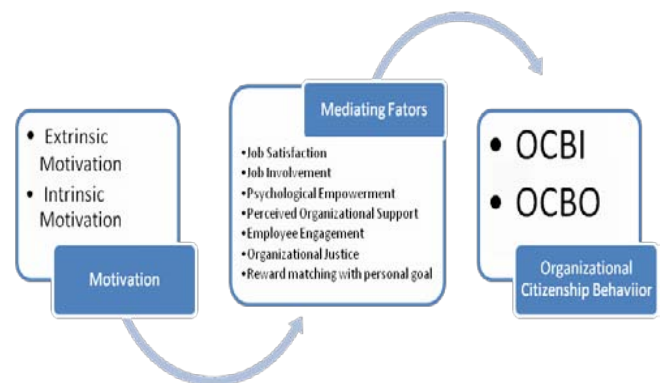 • Extrinsic
Motivation
• Intrinsic
Motivation
Motivation
Mediating Fators
•Job Satisfaction
•Job Involvement
•Psychological Empowerment
•Perceived Organizational Support
•Employee Engagement
•Organizational Justice
•Reward matching with personal goal
• OCBI
• OCBO
Organizational
Citizenship Behaviior